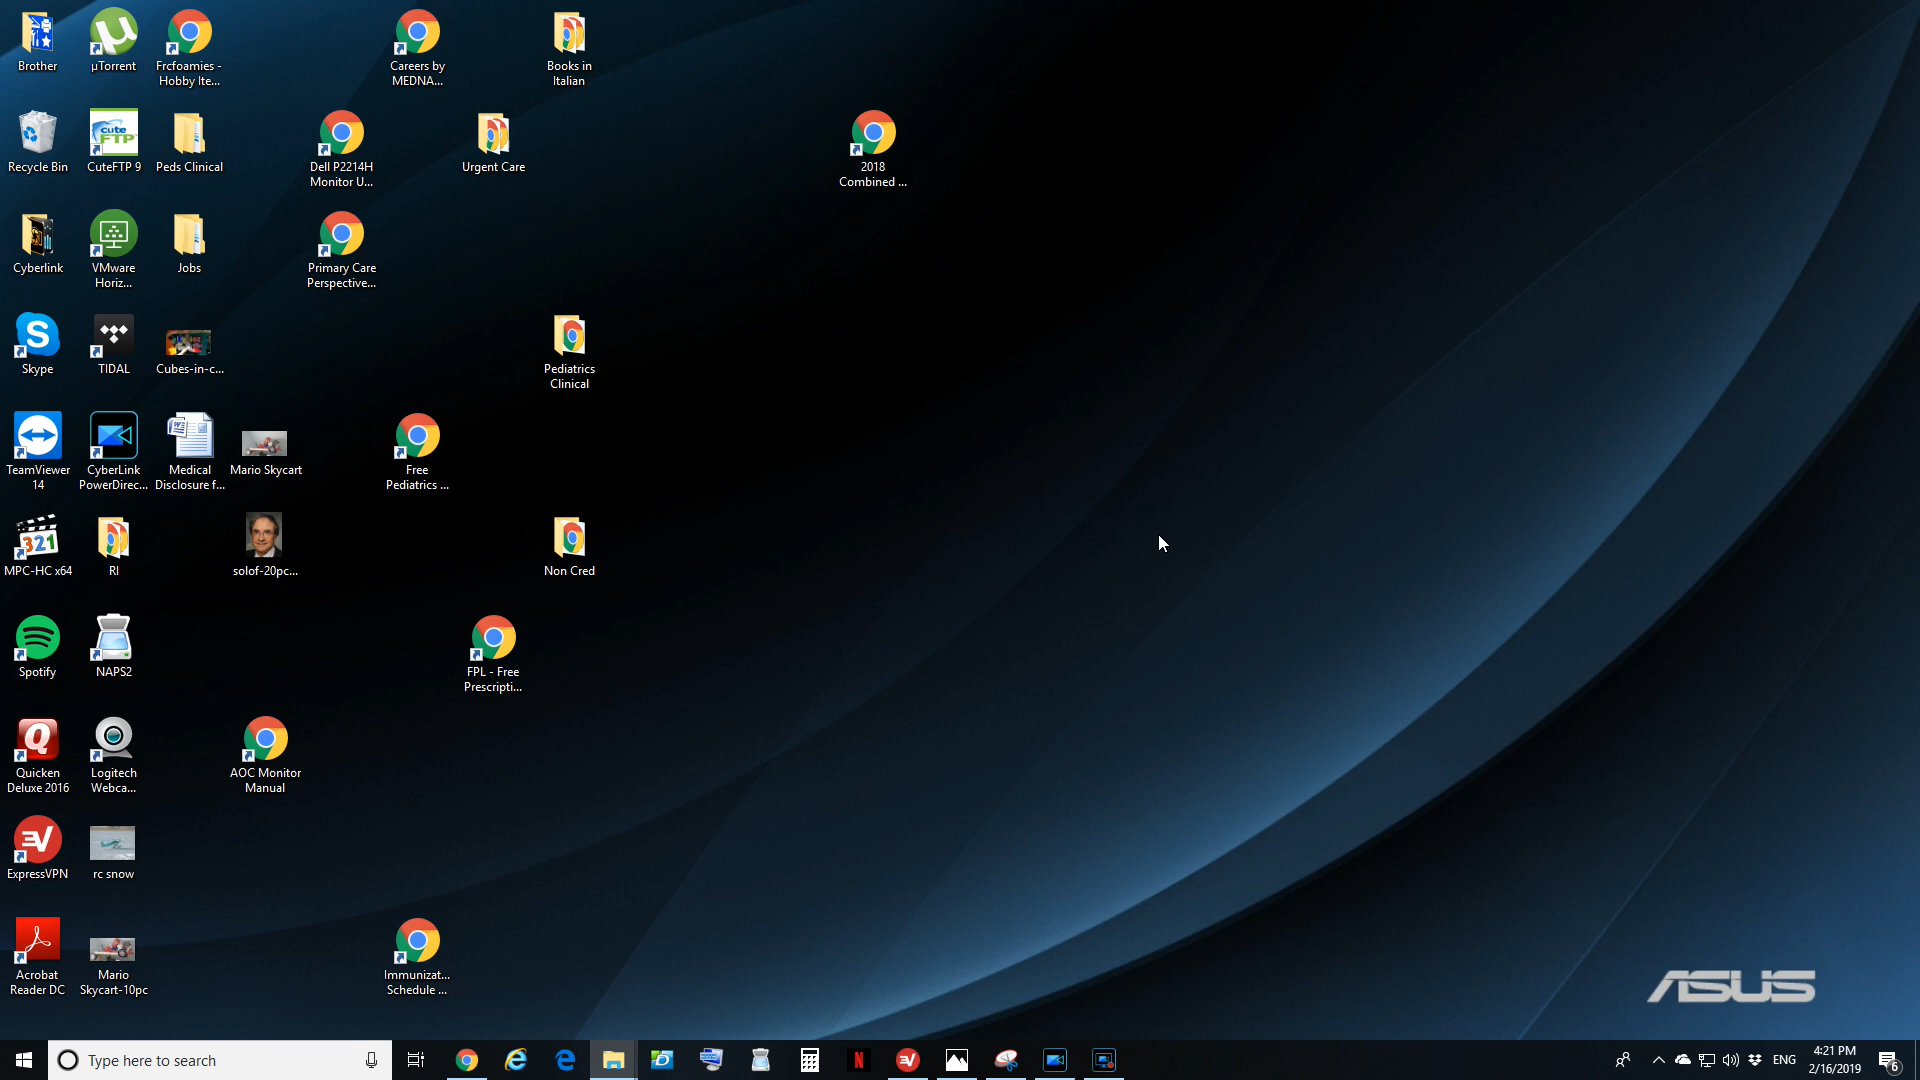 Brother
µTorrent
Frcfoamies -
Hobby Ite...
Careers by
MEDNA...
Books in
Italian
Recycle Bin
cute
FTP
CuteFTP 9
Peds Clinical
Dell P2214H
Monitor U...
Urgent Care
2018
Combined ...
Cyberlink
VMware
Horiz...
Jobs
Primary Care
Perspective...
Skype
TIDAL
Cubes-in-c...
Pediatrics
Clinical
TeamViewer
14
CyberLink
PowerDirec...
Medical
Disclosure f...
Mario Skycart
Free
Pediatrics ...
321
MPC-HC x64
RI
solof-20pc...
Non Cred
Spotify
NAPS2
FPL - Free
Prescripti...
Quicken
Deluxe 2016
Logitech
Webca...
AOC Monitor
Manual
ExpressVPN
rc snow
Acrobat
Reader DC
Mario
Skycart-10pc
Immunizat...
Schedule ...
ASUS
Type here to search
ENG
4:21 PM
2/16/2019
6